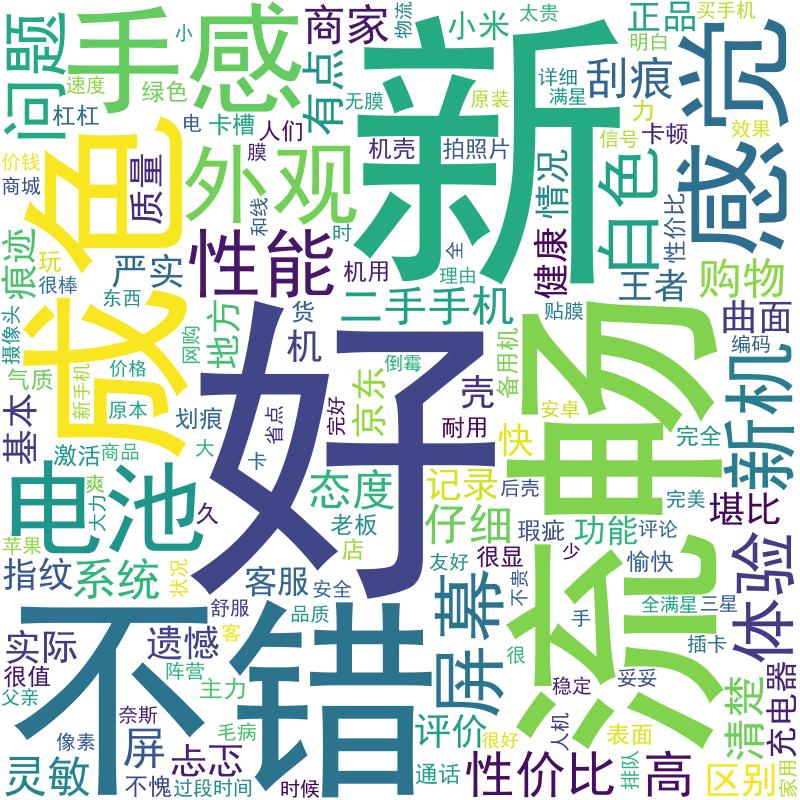 问题
手感
商家
物流
太贵
正品
买手机
小
小米
明白
速度
绿色
有点
无膜
原装
新
详细
满星
刮痕
感觉
杠杠
电
卡槽
人们
力
信号
卡顿
效果
价钱
商城
成色
质量
膜
机壳
拍照片
外观
情况
白色
性价比
痕迹
玩
很棒
严实
和线
性能
时
机用
全
理由
健康
王者
购物
东西
摄像头
网购
地方
货
二手手机
贴膜
曲面
编码
气质
新手机
价格
原本
机
倒霉
备用机
流畅
新机
基本
划痕
省点
完好
京东
壳
耐用
快
安卓
激活
商品
大
卡
好
完全
电池
爽
大力
久
态度
记录
后壳
完美
堪比
苹果
老板
仔细
瑕疵
功能
评论
店
很显
友好
少
愉快
指纹
系统
状况
客服
安全
不贵
体验
舒服
品质
屏幕
手
全满星
三星
不错
实际
遗憾
客
很
插卡
很值
阵营
父亲
主力
稳定
妥妥
清楚
充电器
奈斯
像素
屏
忐忑
毛病
评价
很好
人机
表面
灵敏
不愧
过段时间
时候
通话
性价比
排队
高
区别
家用